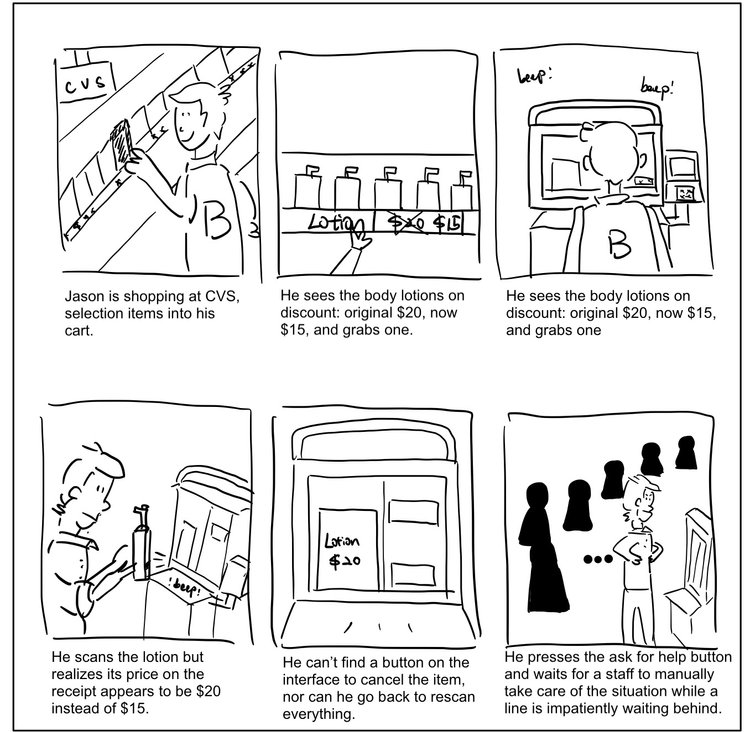 CVS
B
Jason is shopping at CVS,
selection items into his
cart.
Lotion $20 $15
He sees the body lotions on
discount: original $20, now
$15, and grabs one.
beep!
beep!
B
He sees the body lotions on
discount: original $20, now $15,
and grabs one
!beep!
He scans the lotion but
realizes its price on the
receipt appears to be $20
instead of $15.
Lotion
$20
He can't find a button on the
interface to cancel the item,
nor can he go back to rescan
everything.
He presses the ask for help button
and waits for a staff to manually
take care of the situation while a
line is impatiently waiting behind.